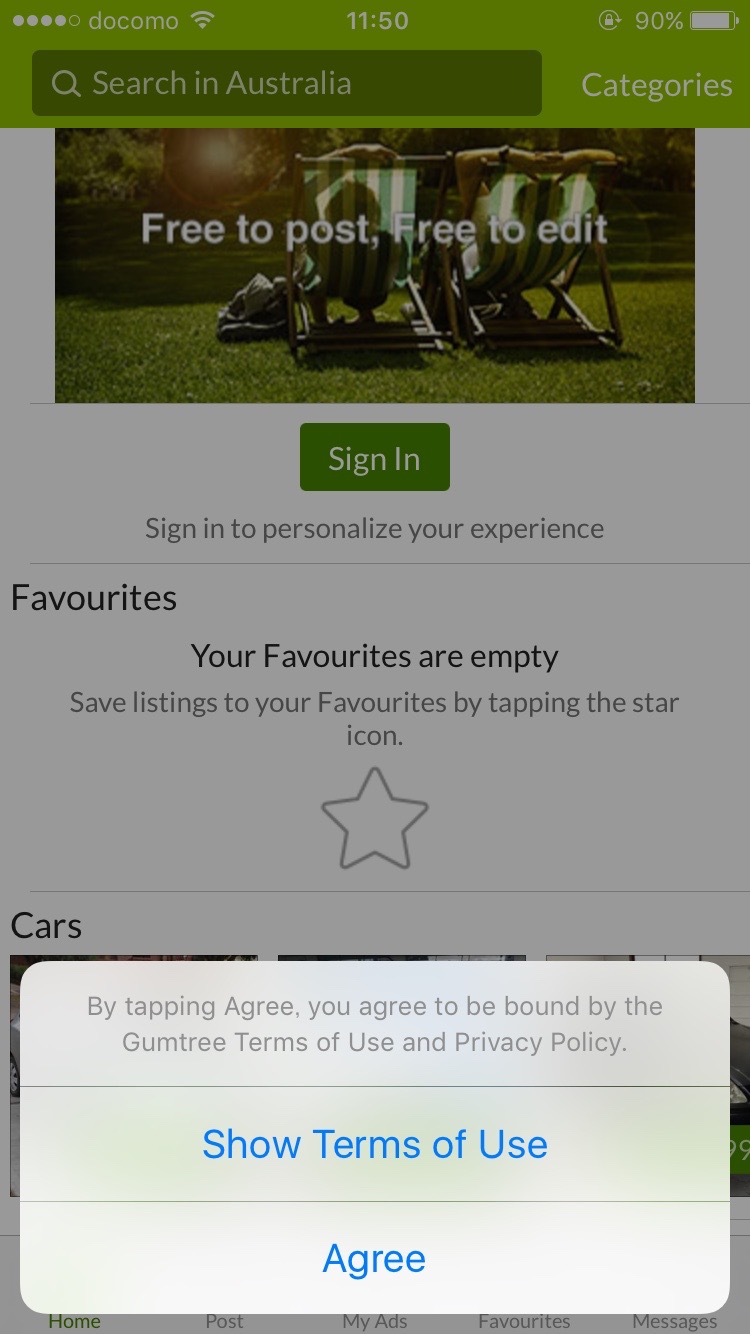 docomo 11:50 90%
Search in Australia Categories
Free to post, Free to edit
Sign In
Sign in to personalize your experience
Favourites
Your Favourites are empty
Save listings to your Favourites by tapping the star
icon.
Cars
By tapping Agree, you agree to be bound by the
Gumtree Terms of Use and Privacy Policy.
Show Terms of Use
Agree
Home Post My Ads Favourites Messages